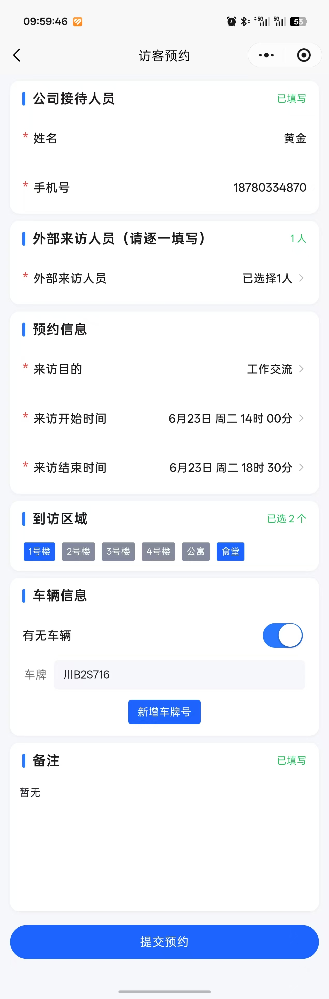 09:59:46
5G 5G 53
访客预约
公司接待人员 已填写
* 姓名 黄金
* 手机号 18780334870
外部来访人员（请逐一填写） 1 人
* 外部来访人员 已选择1人
预约信息
* 来访目的 工作交流
* 来访开始时间 6月23日 周二 14时 00分
* 来访结束时间 6月23日 周二 18时 30分
到访区域 已选 2 个
1号楼 2号楼 3号楼 4号楼 公寓 食堂
车辆信息
有无车辆
车牌 川B2S716
新增车牌号
备注 已填写
暂无
提交预约